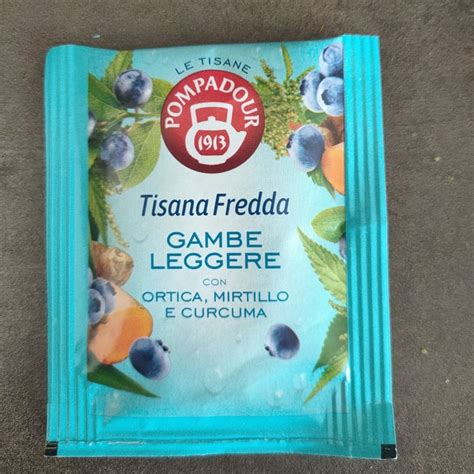 LE TISANE
POMPADOUR
1913
Tisana Fredda
GAMBE
LEGGERE
CON
ORTICA, MIRTILLO
E CURCUMA